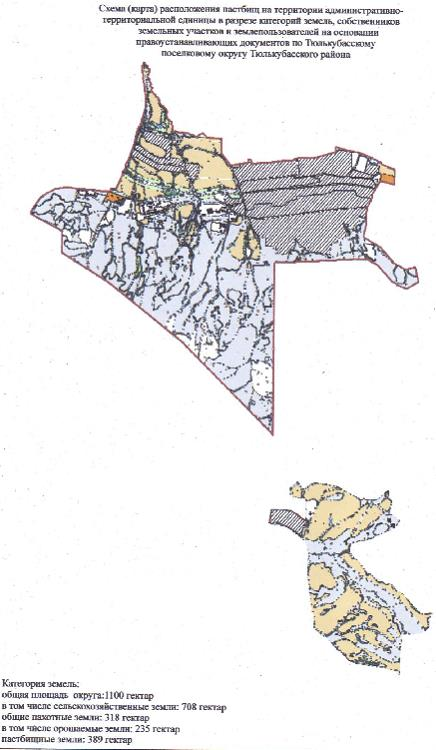 Схема (карта) расположения пастбищ на территории административно-
территориальной единицы в разрезе категорий земель, собственников
земельных участков и землепользователей на основании
правоустанавливающих документов по Тюлькубасскому
поселковому округу Тюлькубасского района
Категория земель:
общая площадь округа:1100 гектар
в том числе сельскохозяйственные земли: 708 гектар
общие пахотные земли: 318 гектар
в том числе орошаемые земли: 235 гектар
пастбищные земли: 389 гектар